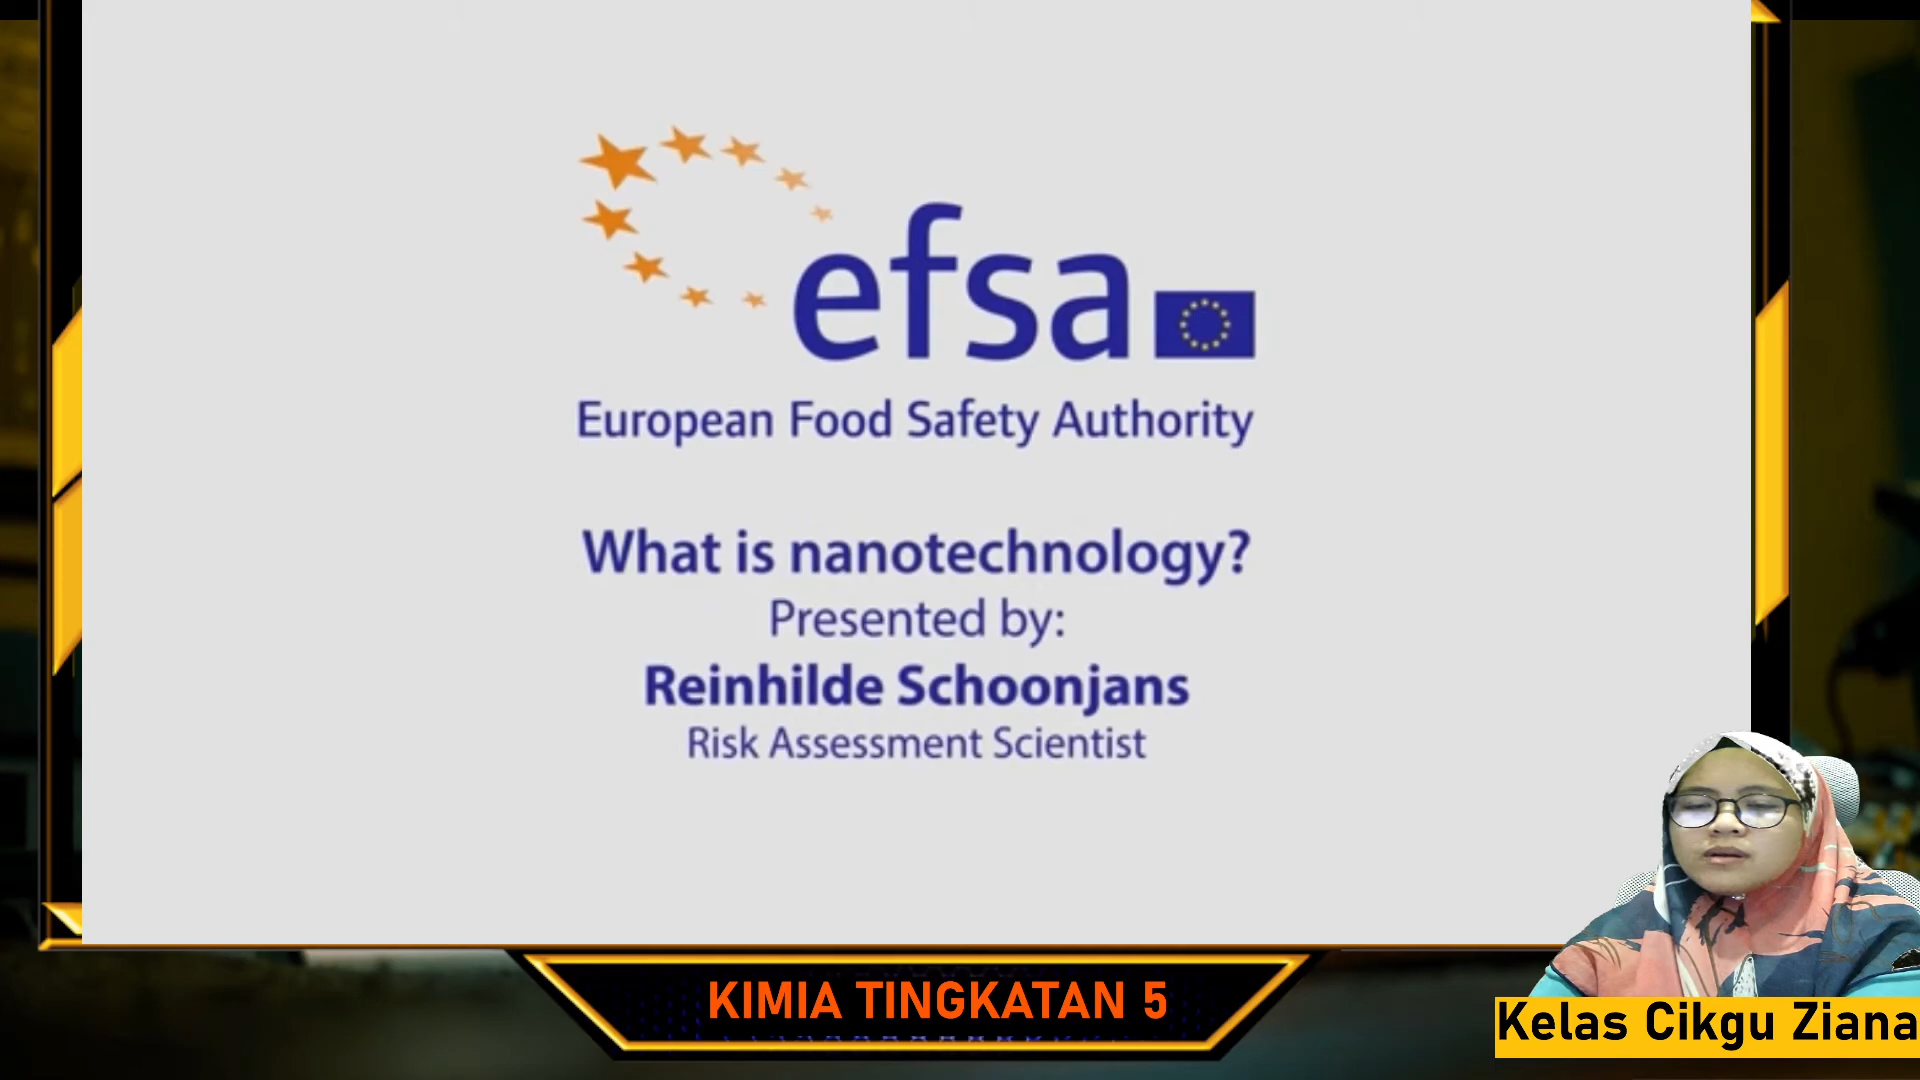 efsa
European Food Safety Authority
What is nanotechnology?
Presented by:
Reinhilde Schoonjans
Risk Assessment Scientist
KIMIA TINGKATAN 5
Kelas Cikgu Ziana